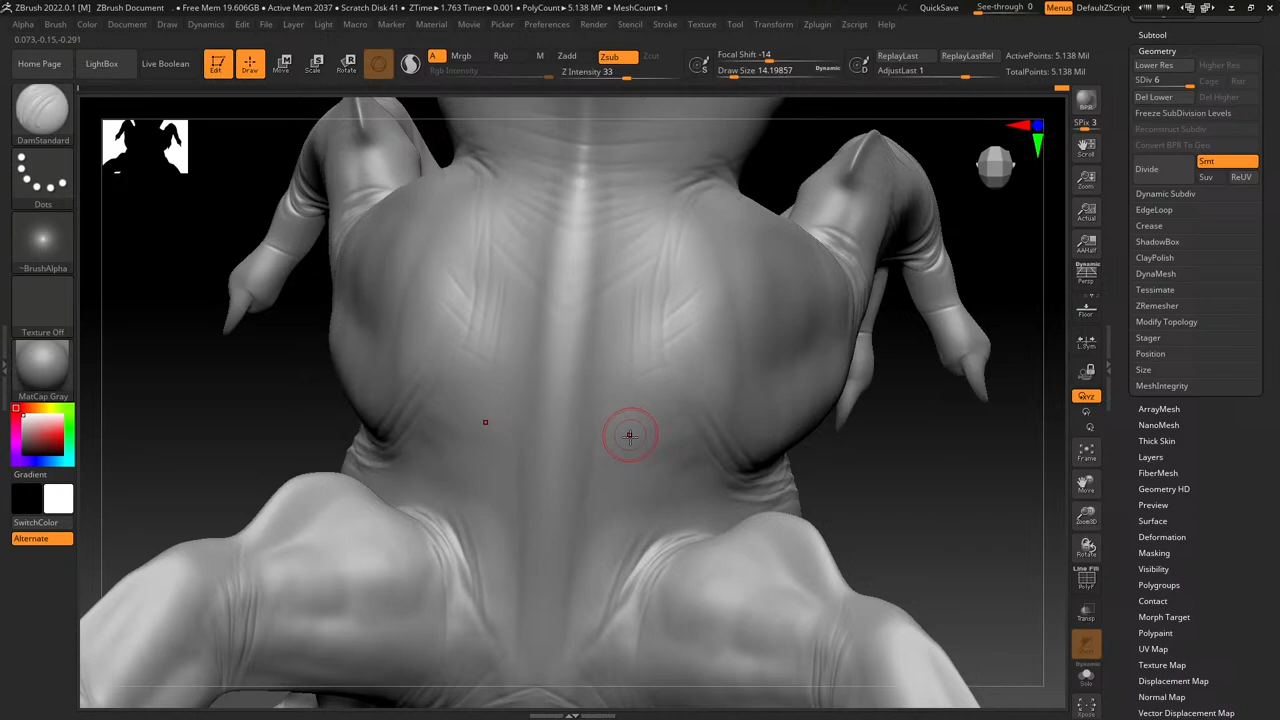 ZBrush 2022.0.1 [M]   ZBrush Document   • Free Mem 19.606GB • Active Mem 2037 • Scratch Disk 41 • ZTime▸1.763 Timer▸0.001 • PolyCount▸5.138 MP • MeshCount▸1   AC   QuickSave   See-through 0   Menus   DefaultZScript
Alpha Brush Color Document Draw Dynamics Edit File Layer Light Macro Marker Material Movie Picker Preferences Render Stencil Stroke Texture Tool Transform Zplugin Zscript Help
0.073,-0.15,-0.291
Home Page
LightBox
Live Boolean
Edit
Draw
Move
Scale
Rotate
A
Mrgb
Rgb
M
Zadd
Zsub
Zcut
Rgb Intensity
Z Intensity 33
S
Focal Shift -14
Draw Size 14.19857
Dynamic
D
ReplayLast
ReplayLastRel
AdjustLast 1
ActivePoints: 5.138 Mil
TotalPoints: 5.138 Mil
DamStandard
Dots
~BrushAlpha
Texture Off
MatCap Gray
Gradient
SwitchColor
Alternate
BPR
SPix 3
Scroll
Zoom
Actual
AAHalf
Dynamic
Persp
Floor
L.Sym
XYZ
Frame
Move
Zoom3D
Rotate
Line Fill
PolyF
Transp
Dynamic
Solo
Xpose
Subtool
Geometry
Lower Res
Higher Res
SDiv 6
Cage
Rstr
Del Lower
Del Higher
Freeze SubDivision Levels
Reconstruct Subdiv
Convert BPR To Geo
Divide
Smt
Suv
ReUV
Dynamic Subdiv
EdgeLoop
Crease
ShadowBox
ClayPolish
DynaMesh
Tessimate
ZRemesher
Modify Topology
Stager
Position
Size
MeshIntegrity
ArrayMesh
NanoMesh
Thick Skin
Layers
FiberMesh
Geometry HD
Preview
Surface
Deformation
Masking
Visibility
Polygroups
Contact
Morph Target
Polypaint
UV Map
Texture Map
Displacement Map
Normal Map
Vector Displacement Map